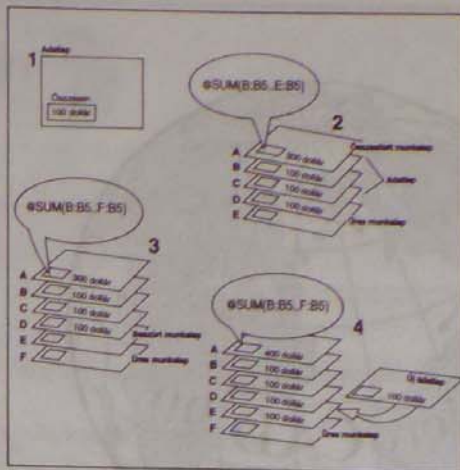 1
Adatlap
Összesen
100 dollár
@SUM(B:B5..E:B5)
2
Összesített munkalap
A 300 dollár
B 100 dollár
C 100 dollár
Adatlap
D 100 dollár
E
Üres munkalap
@SUM(B:B5..F:B5)
3
A 300 dollár
B 100 dollár
C 100 dollár
D 100 dollár
Beszúrt munkalap
E
F Üres munkalap
@SUM(B:B5..F:B5)
4
A 400 dollár
B 100 dollár
C 100 dollár
D 100 dollár
E 100 dollár
F
Üres munkalap
Új adatlap
100 dollár